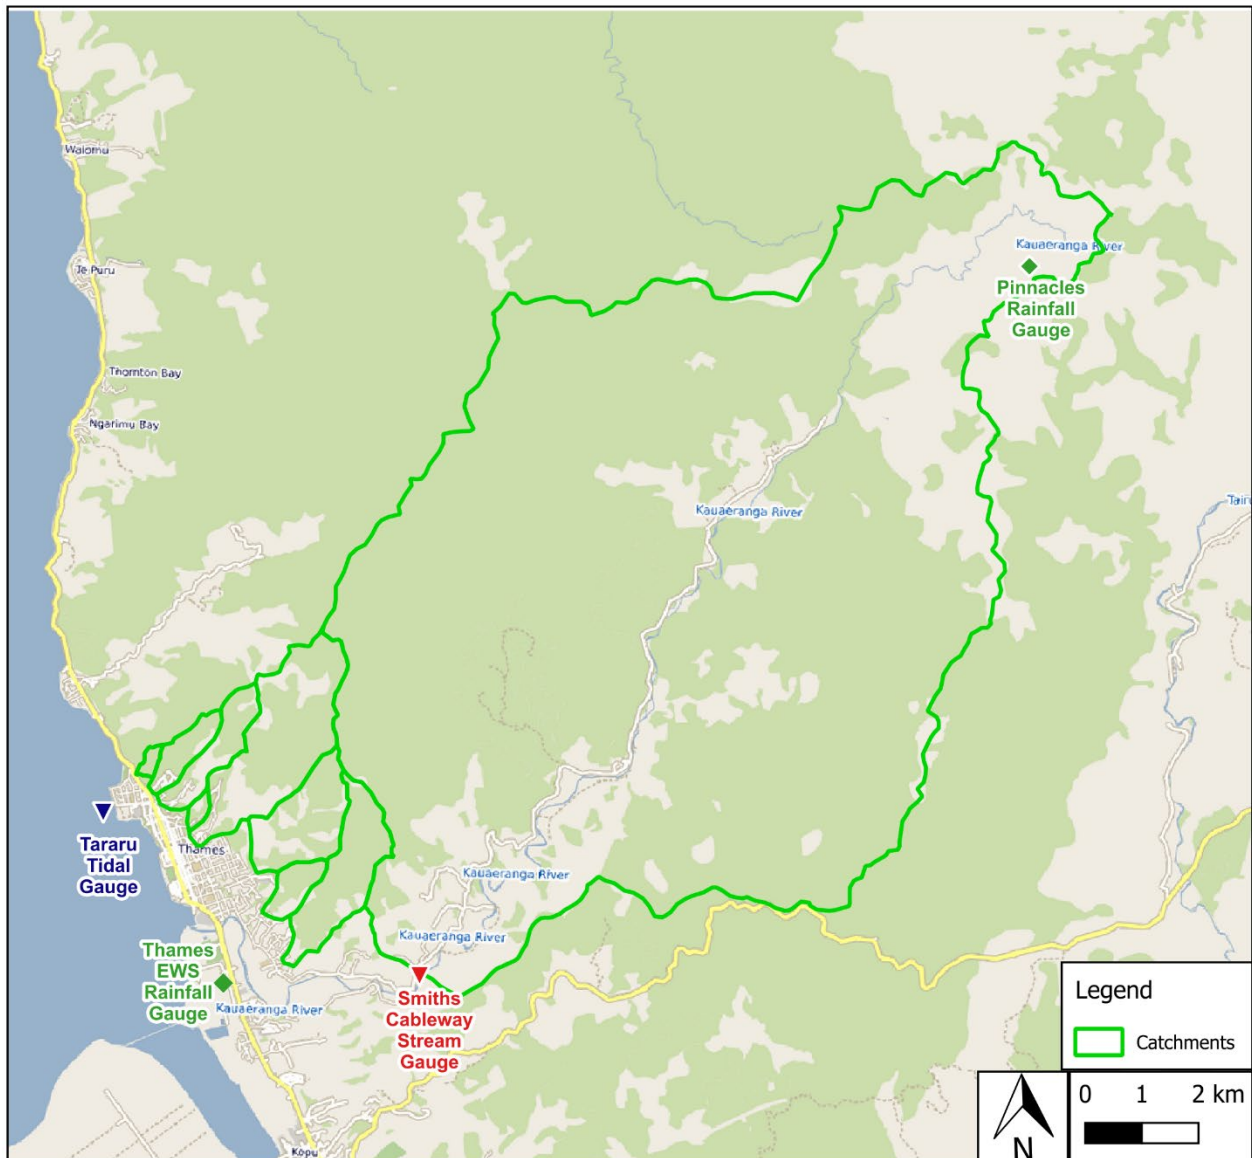 Waiomu
Te Puru
Thornton Bay
Ngarimu Bay
Kauaeranga River
Pinnacles
Rainfall
Gauge
Kauaeranga River
Tairu
Tararu
Tidal
Gauge
Thames
Kauaeranga River
Kauaeranga River
Thames
EWS
Rainfall
Gauge
Kauaeranga River
Smiths
Cableway
Stream
Gauge
Kopu
Legend
Catchments
0 1 2 km
N